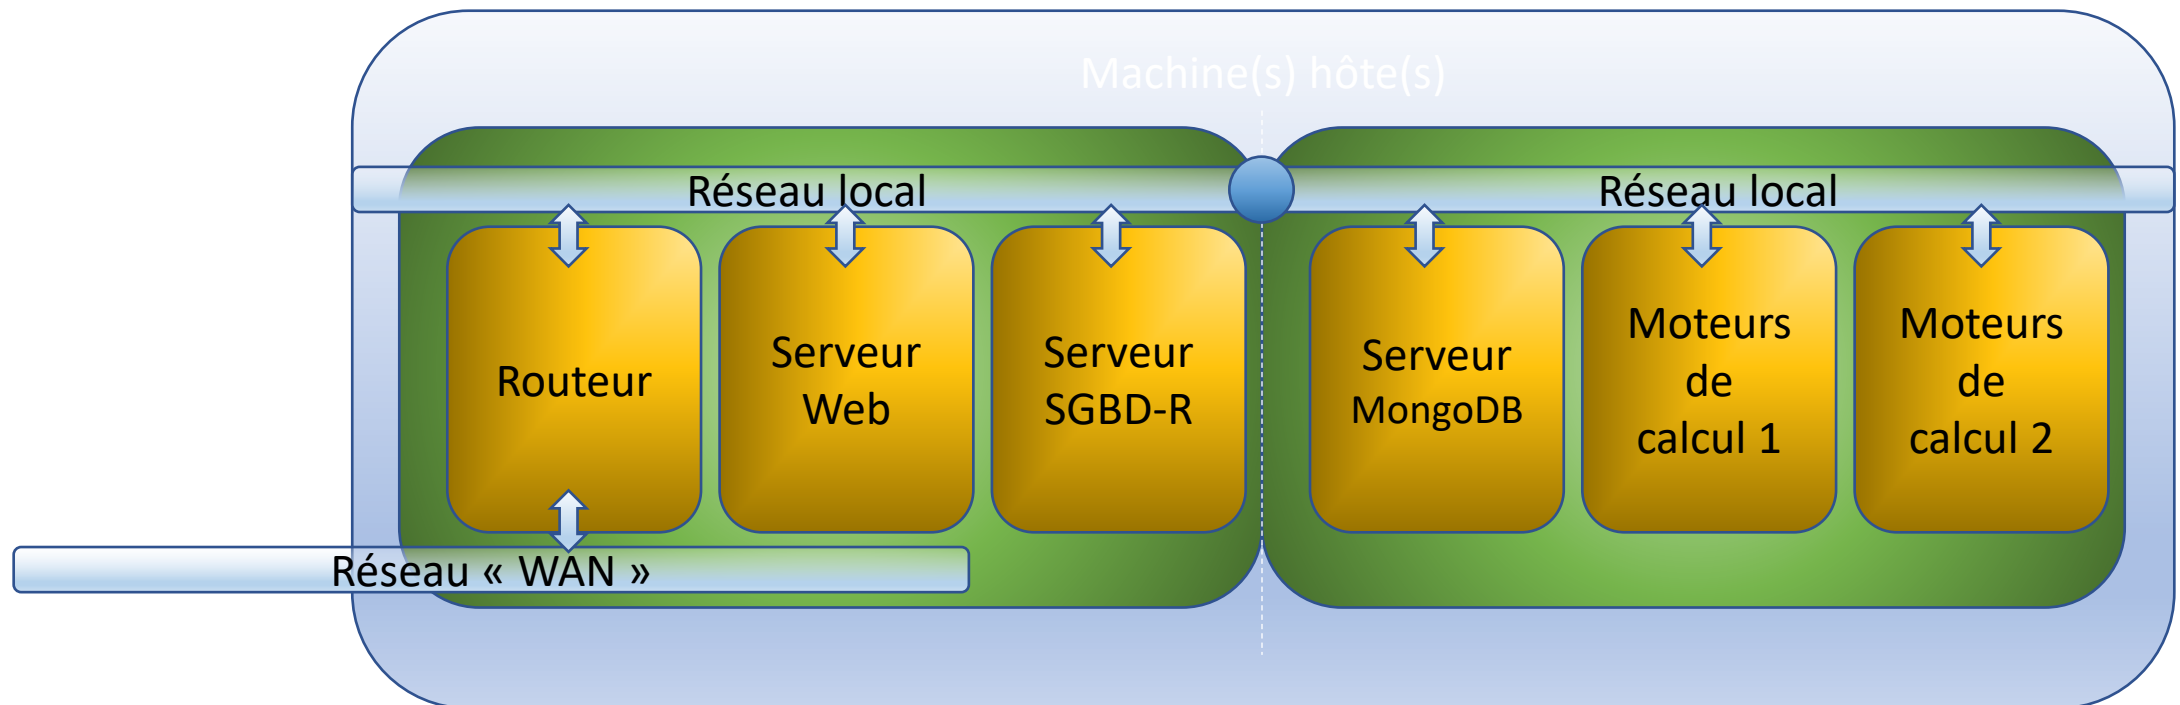 Machine(s) hôte(s)
Réseau local
Réseau local
Routeur
Serveur
Web
Serveur
SGBD-R
Serveur
MongoDB
Moteurs
de
calcul 1
Moteurs
de
calcul 2
Réseau « WAN »